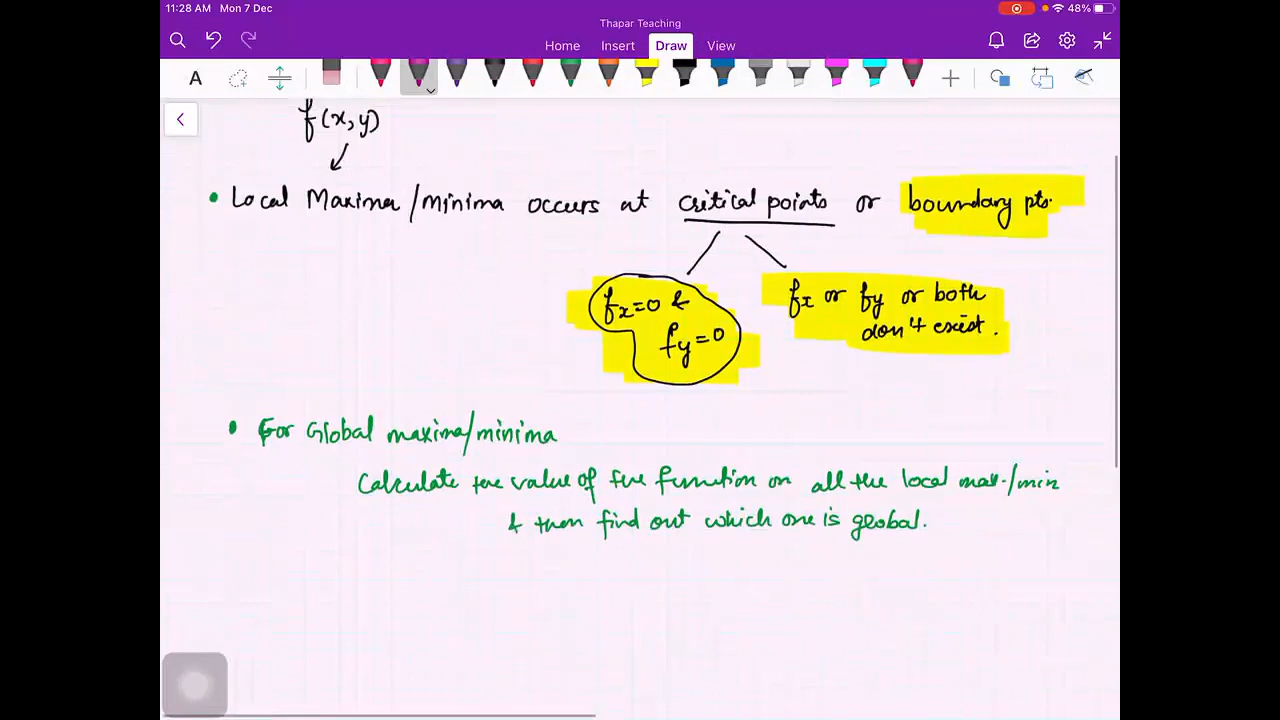 11:28 AM Mon 7 Dec
48%
Thapar Teaching
Home Insert Draw View
A
f(x,y)
• Local Maxima/minima occurs at critical points or boundary pts.
fx=0 &
fy=0
fx or fy or both
don't exist.
• For Global maxima/minima
Calculate the value of the function on all the local max./min
& then find out which one is global.